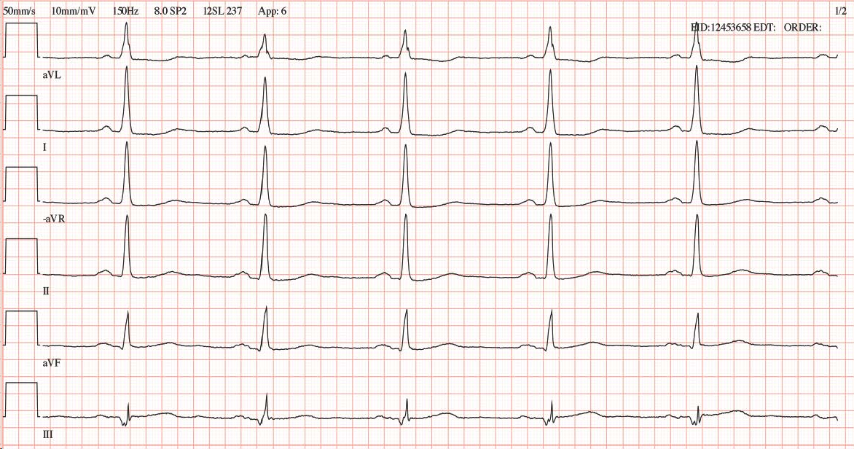 50mm/s 10mm/mV 150Hz 8.0 SP2 12SL 237 App: 6 1/2
EID:12453658 EDT: ORDER:
aVL
I
-aVR
II
aVF
III